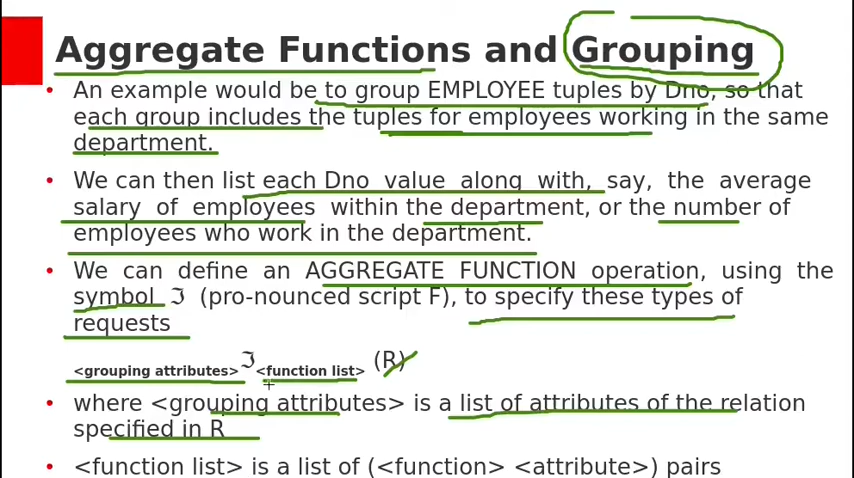 Aggregate Functions and Grouping
• An example would be to group EMPLOYEE tuples by Dno, so that
each group includes the tuples for employees working in the same
department.
• We can then list each Dno value along with, say, the average
salary of employees within the department, or the number of
employees who work in the department.
• We can define an AGGREGATE FUNCTION operation, using the
symbol ℑ (pro-nounced script F), to specify these types of
requests
<grouping attributes>ℑ<function list> (R)
• where <grouping attributes> is a list of attributes of the relation
specified in R
• <function list> is a list of (<function> <attribute>) pairs